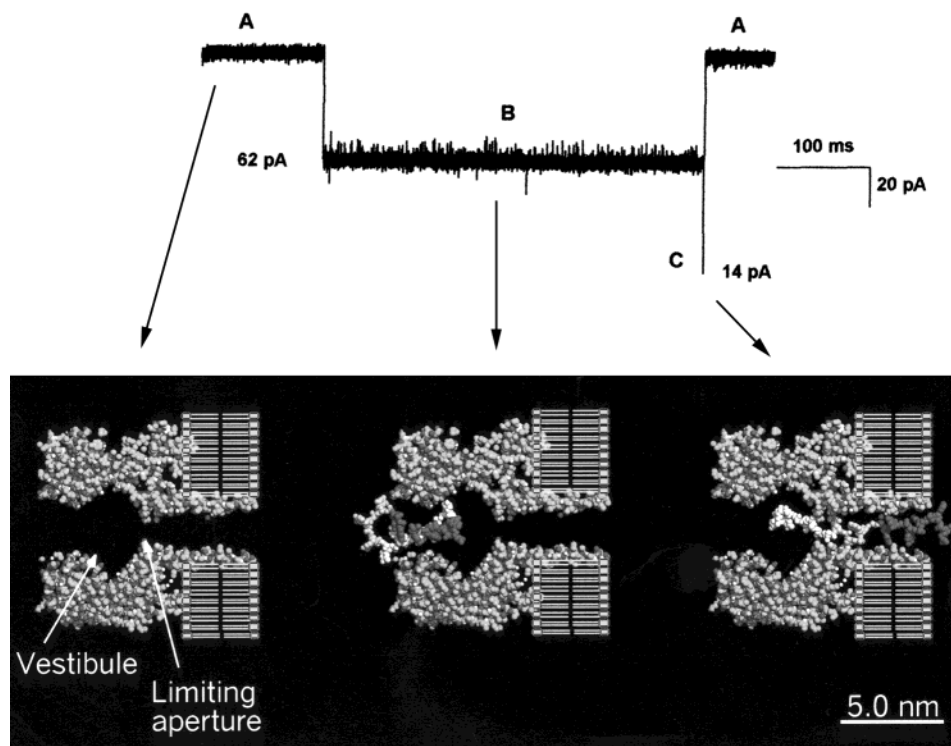 A
A
B
100 ms
62 pA
20 pA
C
14 pA
Vestibule
Limiting
aperture
5.0 nm